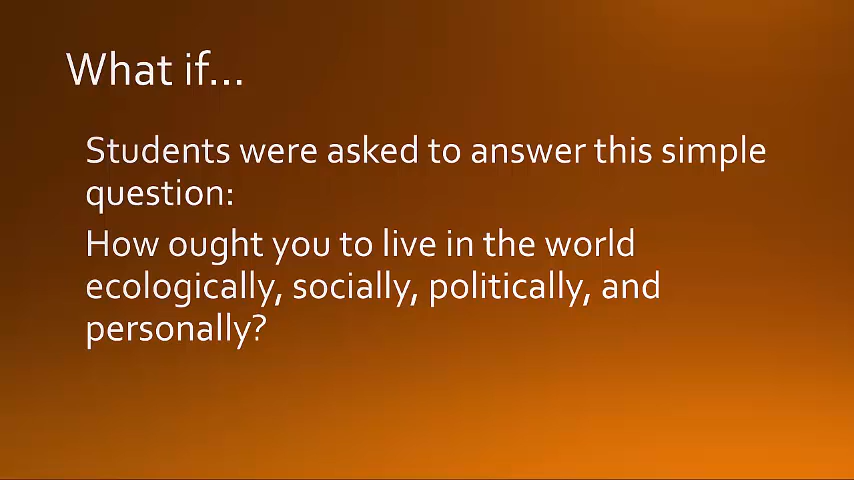 What if...
Students were asked to answer this simple
question:
How ought you to live in the world
ecologically, socially, politically, and
personally?